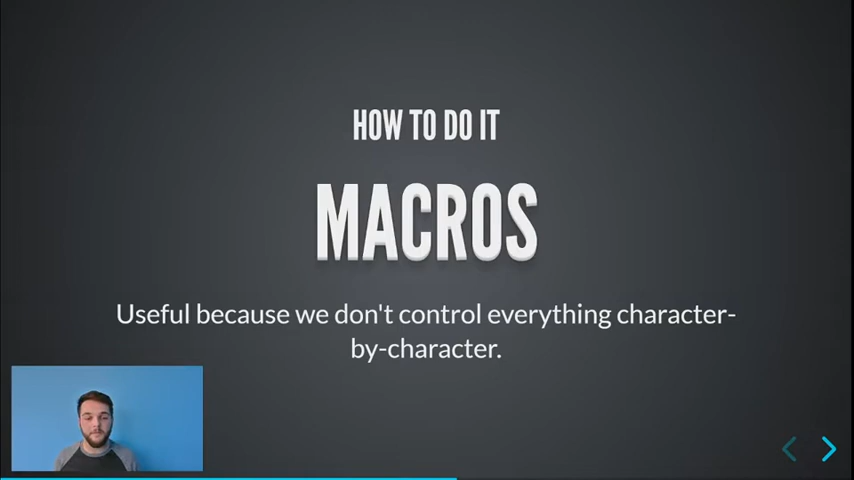 HOW TO DO IT
MACROS
Useful because we don't control everything character-
by-character.